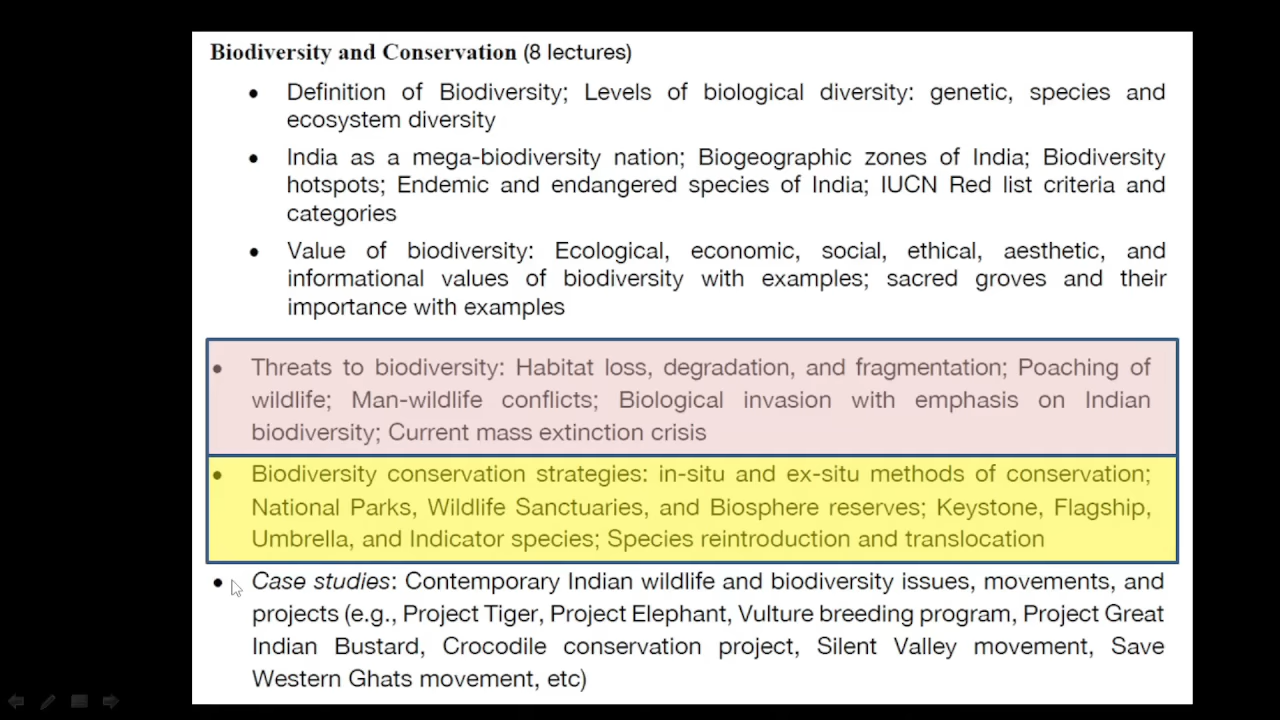 Biodiversity and Conservation (8 lectures)
• Definition of Biodiversity; Levels of biological diversity: genetic, species and
ecosystem diversity
• India as a mega-biodiversity nation; Biogeographic zones of India; Biodiversity
hotspots; Endemic and endangered species of India; IUCN Red list criteria and
categories
• Value of biodiversity: Ecological, economic, social, ethical, aesthetic, and
informational values of biodiversity with examples; sacred groves and their
importance with examples
• Threats to biodiversity: Habitat loss, degradation, and fragmentation; Poaching of
wildlife; Man-wildlife conflicts; Biological invasion with emphasis on Indian
biodiversity; Current mass extinction crisis
• Biodiversity conservation strategies: in-situ and ex-situ methods of conservation;
National Parks, Wildlife Sanctuaries, and Biosphere reserves; Keystone, Flagship,
Umbrella, and Indicator species; Species reintroduction and translocation
• Case studies: Contemporary Indian wildlife and biodiversity issues, movements, and
projects (e.g., Project Tiger, Project Elephant, Vulture breeding program, Project Great
Indian Bustard, Crocodile conservation project, Silent Valley movement, Save
Western Ghats movement, etc)